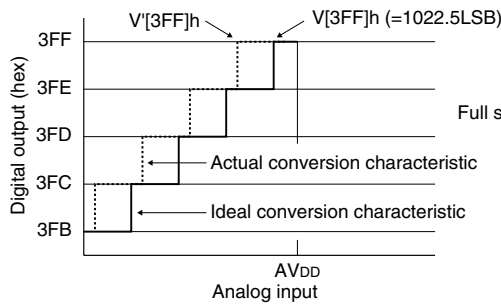 V'[3FF]h
V[3FF]h (=1022.5LSB)
3FF
3FE
3FD
3FC
3FB
Digital output (hex)
Full s
Actual conversion characteristic
Ideal conversion characteristic
AVDD
Analog input